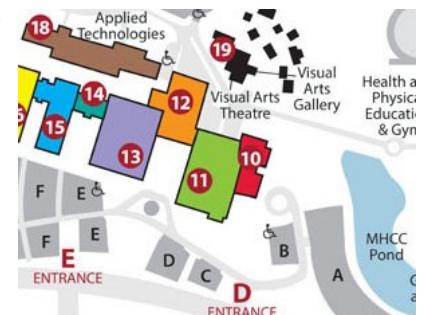 18
Applied
Technologies
19
Visual
Arts
Gallery
Visual Arts
Theatre
Health a
Physica
Educati
& Gym
14
12
15
13
11
10
F
E
F
E
D
C
B
A
MHCC
Pond
E
ENTRANCE
D
ENTRANCE